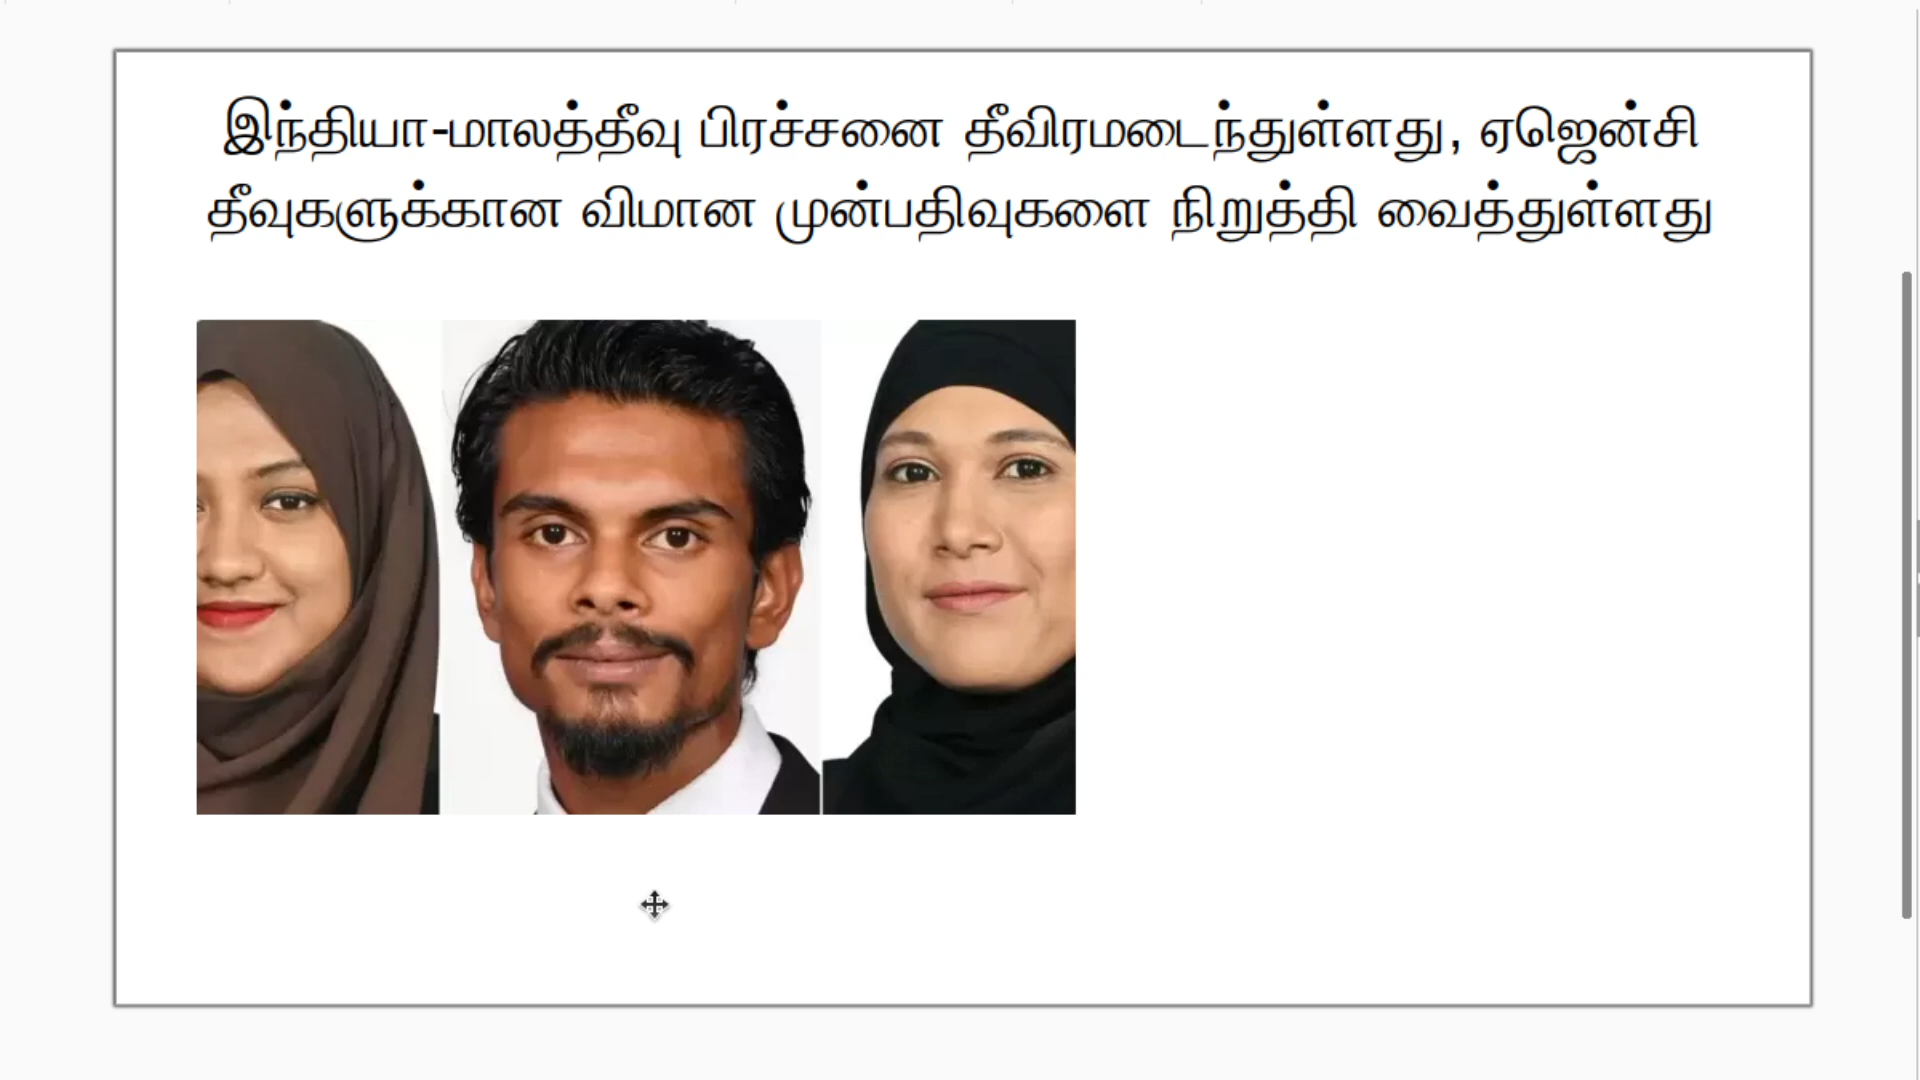 இந்தியா-மாலத்தீவு பிரச்சனை தீவிரமடைந்துள்ளது, ஏஜென்சி
தீவுகளுக்கான விமான முன்பதிவுகளை நிறுத்தி வைத்துள்ளது